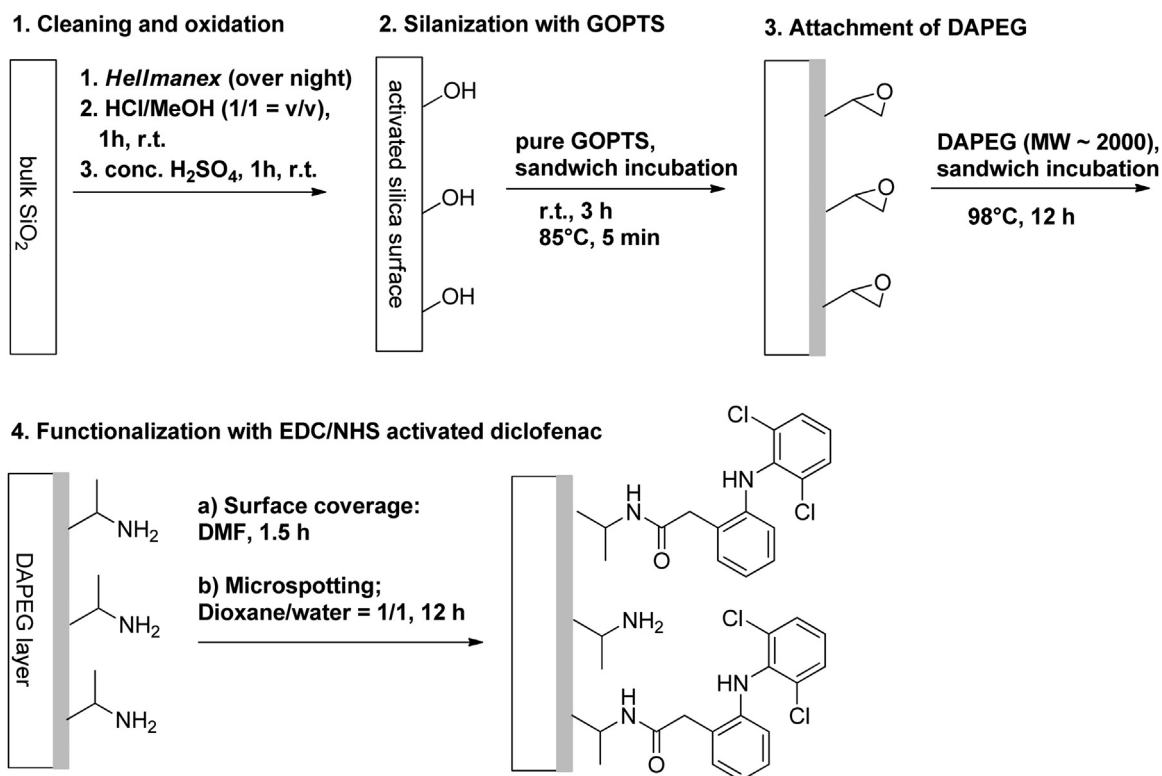 1. Cleaning and oxidation
bulk SiO2
1. Hellmanex (over night)
2. HCl/MeOH (1/1 = v/v),
1h, r.t.
3. conc. H2SO4, 1h, r.t.
2. Silanization with GOPTS
activated silica surface
OH
OH
OH
pure GOPTS,
sandwich incubation
r.t., 3 h
85°C, 5 min
3. Attachment of DAPEG
O
O
O
DAPEG (MW ~ 2000),
sandwich incubation
98°C, 12 h
4. Functionalization with EDC/NHS activated diclofenac
DAPEG layer
NH2
NH2
NH2
a) Surface coverage:
DMF, 1.5 h
b) Microspotting;
Dioxane/water = 1/1, 12 h
Cl
HN
Cl
H
N
O
NH2
Cl
HN
Cl
H
N
O